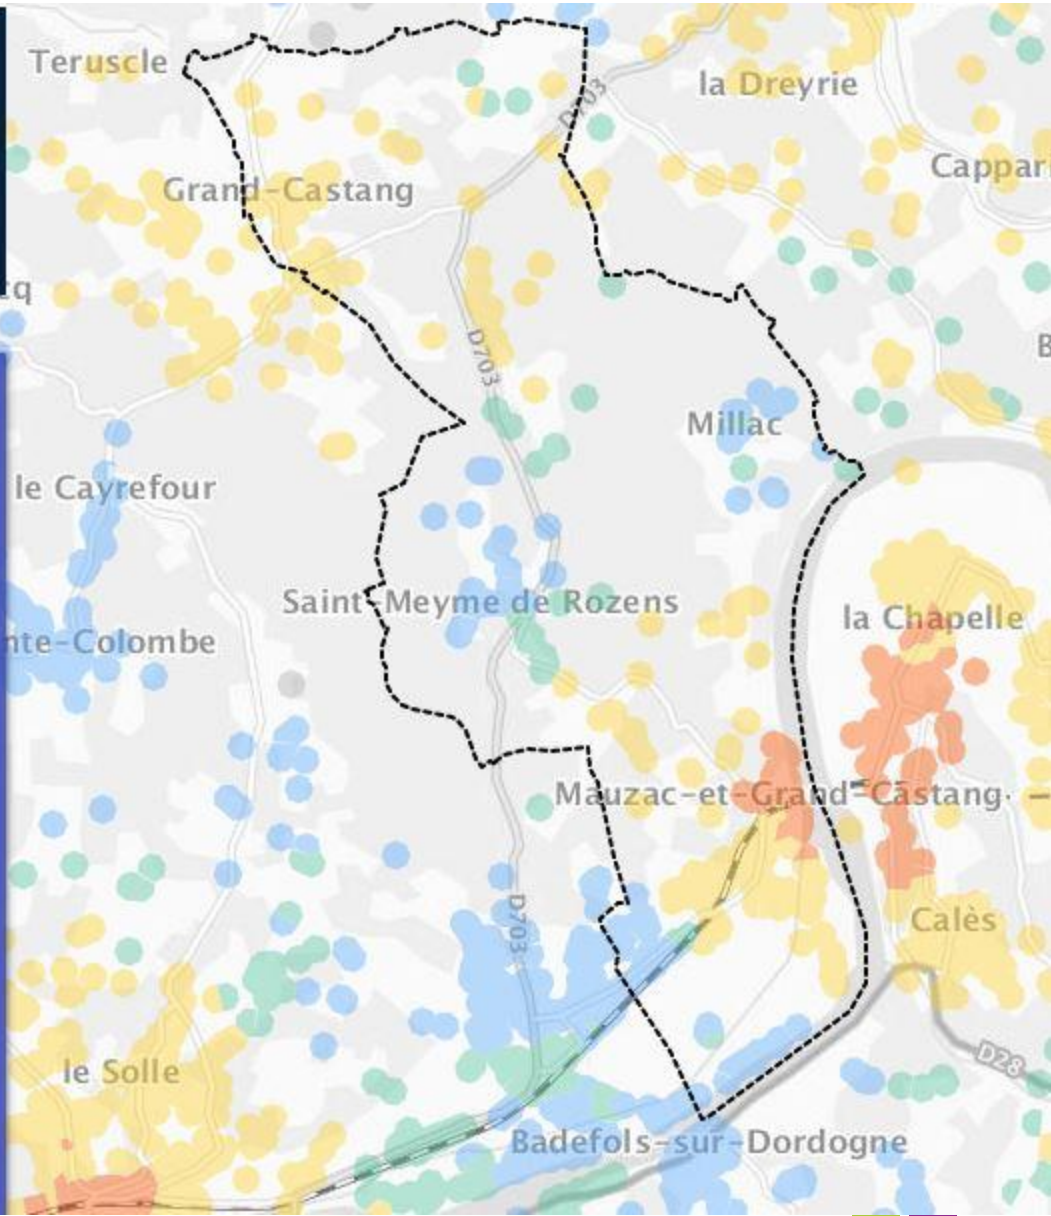 Teruscle
la Dreyrie
D703
Cappar
Grand-Castang
cq
D703
Millac
le Cayrefour
Saint-Meyme de Rozens
la Chapelle
nte-Colombe
Mauzac-et-Grand-Castang
Calès
D703
D28
le Solle
Badefols-sur-Dordogne